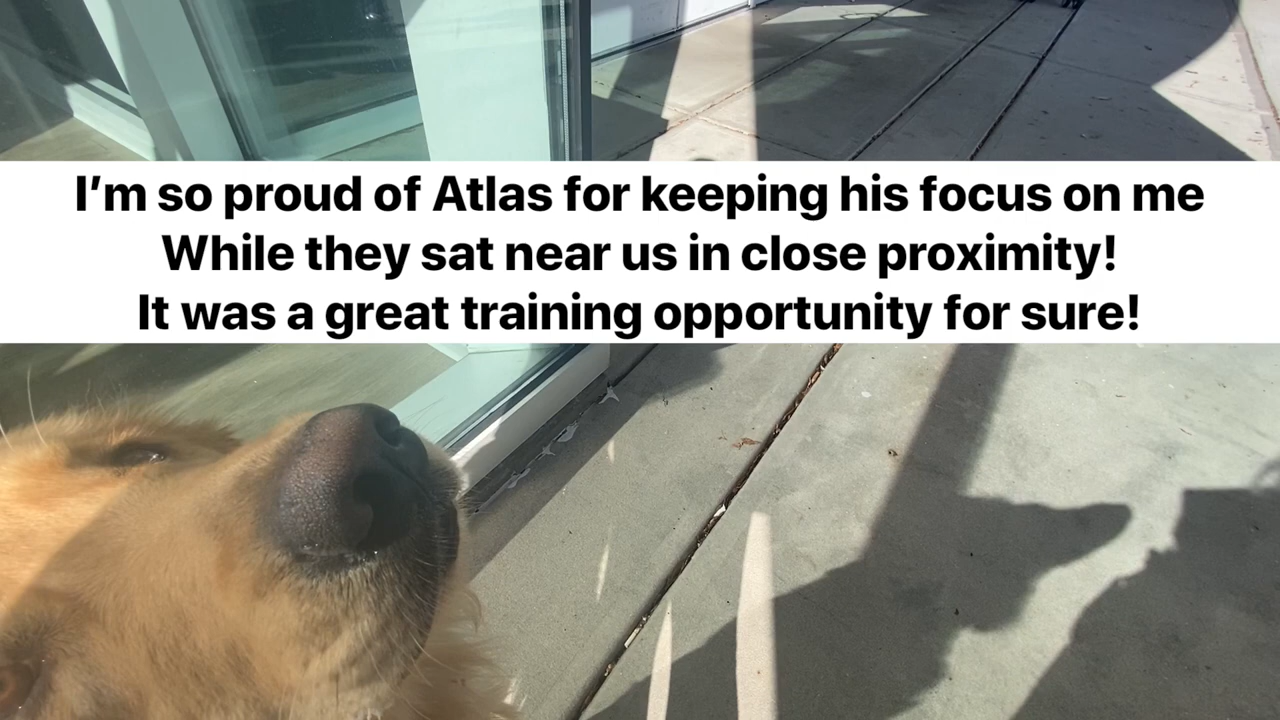 I’m so proud of Atlas for keeping his focus on me
While they sat near us in close proximity!
It was a great training opportunity for sure!